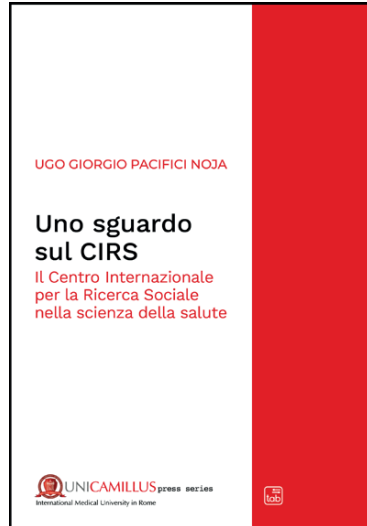 UGO GIORGIO PACIFICI NOJA
Uno sguardo
sul CIRS
Il Centro Internazionale
per la Ricerca Sociale
nella scienza della salute
UNICAMILLUS press series
International Medical University in Rome
tab